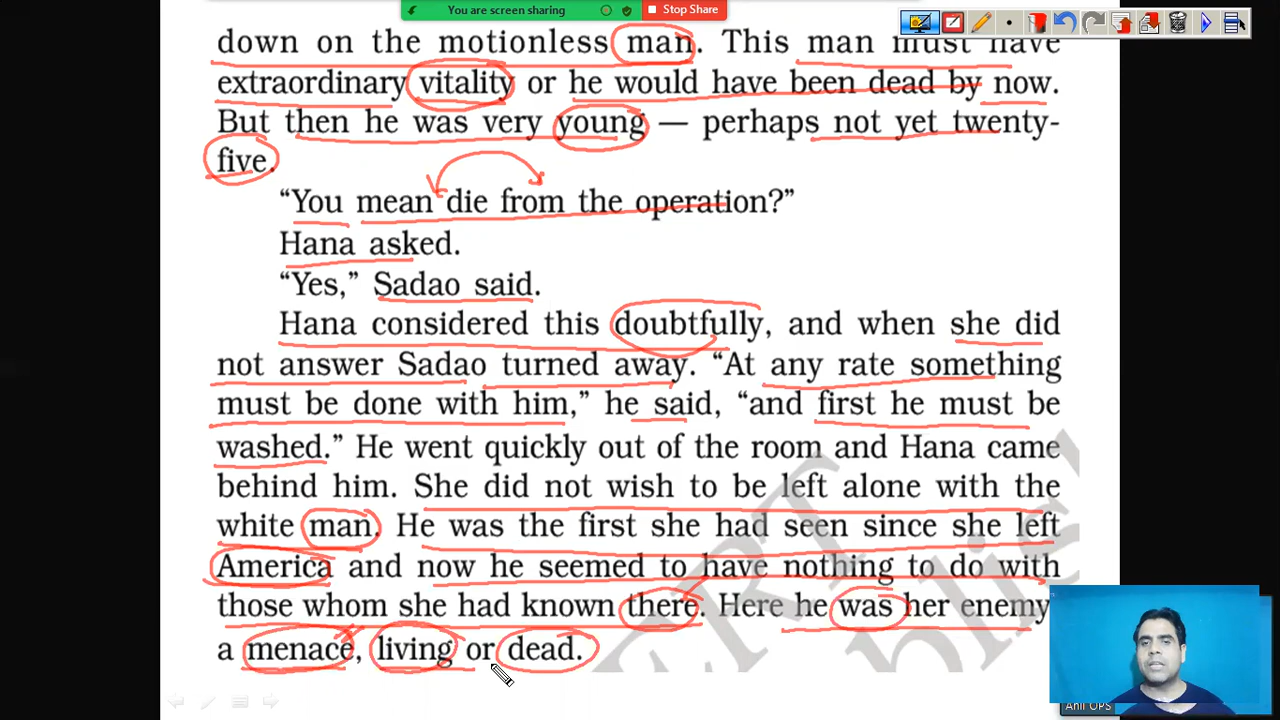 You are screen sharing
Stop Share
down on the motionless man. This man must have
extraordinary vitality or he would have been dead by now.
But then he was very young — perhaps not yet twenty-
five.
“You mean die from the operation?”
Hana asked.
“Yes,” Sadao said.
Hana considered this doubtfully, and when she did
not answer Sadao turned away. “At any rate something
must be done with him,” he said, “and first he must be
washed.” He went quickly out of the room and Hana came
behind him. She did not wish to be left alone with the
white man. He was the first she had seen since she left
America and now he seemed to have nothing to do with
those whom she had known there. Here he was her enemy,
a menace, living or dead.
Anil OPS